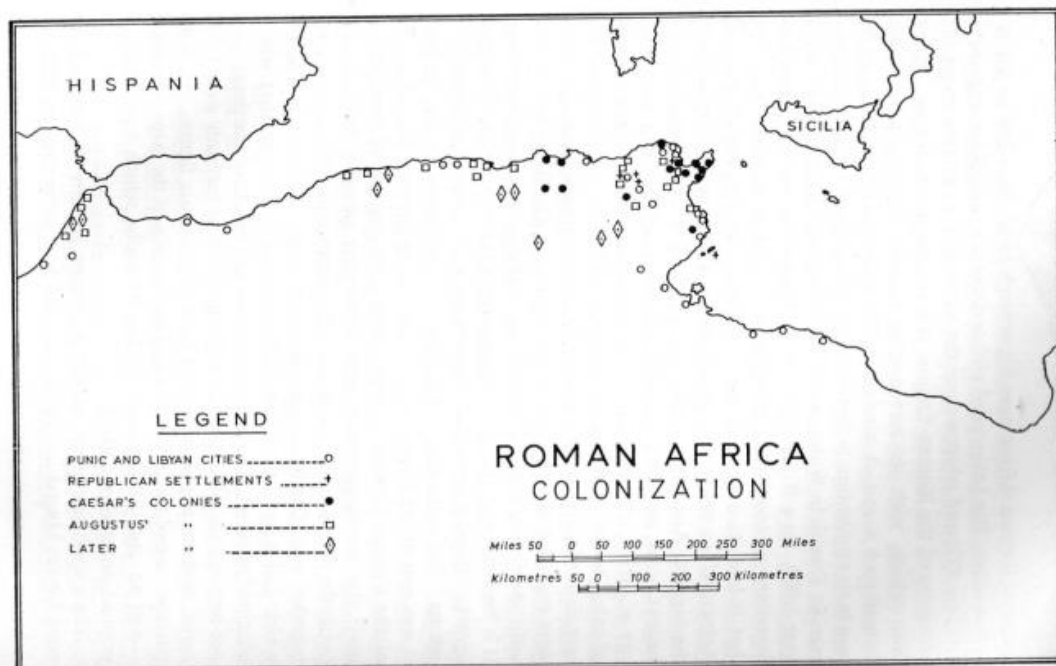 HISPANIA
SICILIA
LEGEND
PUNIC AND LIBYAN CITIES
REPUBLICAN SETTLEMENTS
CAESAR'S COLONIES
AUGUSTUS' ,,
LATER ,,
ROMAN AFRICA
COLONIZATION
Miles 50 0 50 100 150 200 250 300 Miles
Kilometres 50 0 100 200 300 Kilometres